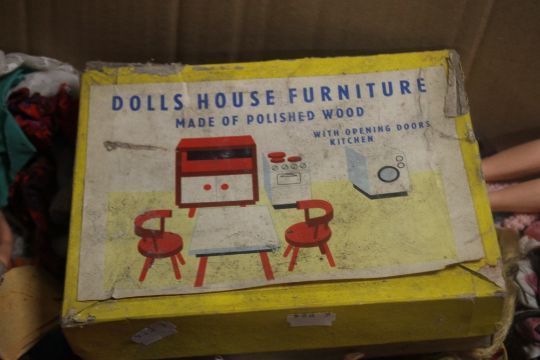 DOLLS HOUSE FURNITURE
MADE OF POLISHED WOOD
WITH OPENING DOORS
KITCHEN